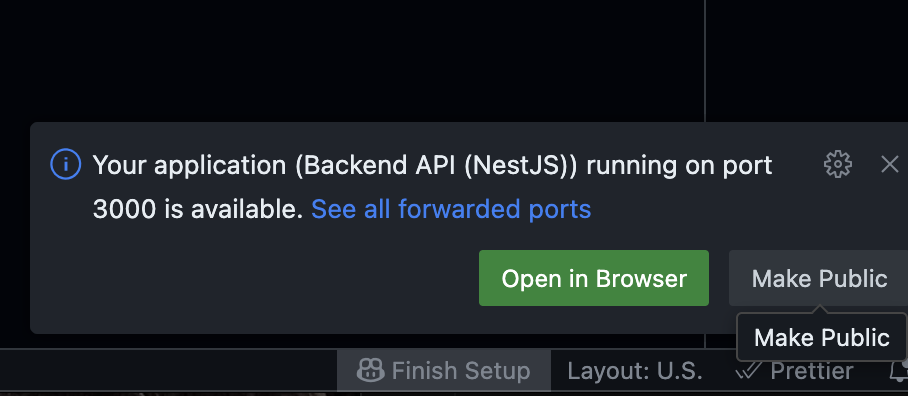 Your application (Backend API (NestJS)) running on port
3000 is available. See all forwarded ports
Open in Browser
Make Public
Make Public
Finish Setup
Layout: U.S.
Prettier